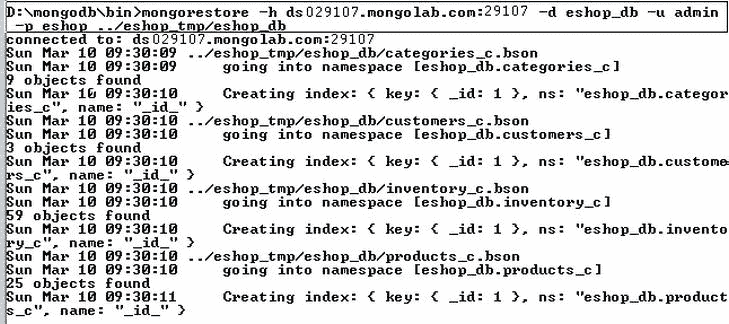 D:\mongodb\bin>mongorestore -h ds029107.mongolab.com:29107 -d eshop_db -u admin
-p eshop ../eshop_tmp/eshop_db
connected to: ds029107.mongolab.com:29107
Sun Mar 10 09:30:09 ../eshop_tmp/eshop_db/categories_c.bson
Sun Mar 10 09:30:09     going into namespace [eshop_db.categories_c]
9 objects found
Sun Mar 10 09:30:10     Creating index: { key: { _id: 1 }, ns: "eshop_db.categor
ies_c", name: "_id_" }
Sun Mar 10 09:30:10 ../eshop_tmp/eshop_db/customers_c.bson
Sun Mar 10 09:30:10     going into namespace [eshop_db.customers_c]
3 objects found
Sun Mar 10 09:30:10     Creating index: { key: { _id: 1 }, ns: "eshop_db.custome
rs_c", name: "_id_" }
Sun Mar 10 09:30:10 ../eshop_tmp/eshop_db/inventory_c.bson
Sun Mar 10 09:30:10     going into namespace [eshop_db.inventory_c]
59 objects found
Sun Mar 10 09:30:10     Creating index: { key: { _id: 1 }, ns: "eshop_db.invento
ry_c", name: "_id_" }
Sun Mar 10 09:30:10 ../eshop_tmp/eshop_db/products_c.bson
Sun Mar 10 09:30:10     going into namespace [eshop_db.products_c]
25 objects found
Sun Mar 10 09:30:11     Creating index: { key: { _id: 1 }, ns: "eshop_db.product
s_c", name: "_id_" }